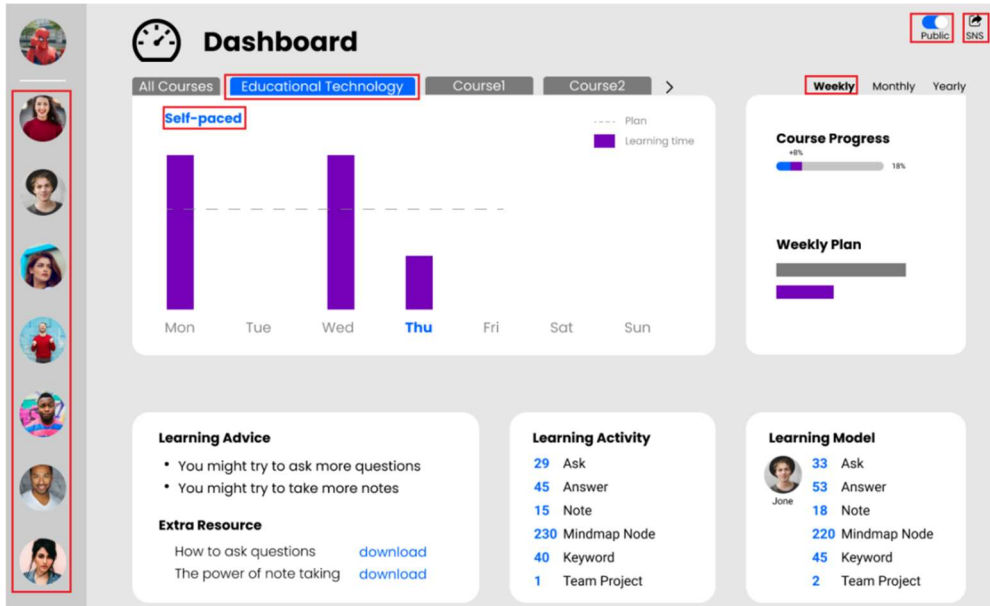 Dashboard
Public
SNS
All Courses
Educational Technology
Course1
Course2
>
Weekly
Monthly
Yearly
Self-paced
Plan
Learning time
Mon
Tue
Wed
Thu
Fri
Sat
Sun
Course Progress
+8%
18%
Weekly Plan
Learning Advice
• You might try to ask more questions
• You might try to take more notes
Extra Resource
How to ask questions download
The power of note taking download
Learning Activity
29 Ask
45 Answer
15 Note
230 Mindmap Node
40 Keyword
1 Team Project
Learning Model
Jone
33 Ask
53 Answer
18 Note
220 Mindmap Node
45 Keyword
2 Team Project